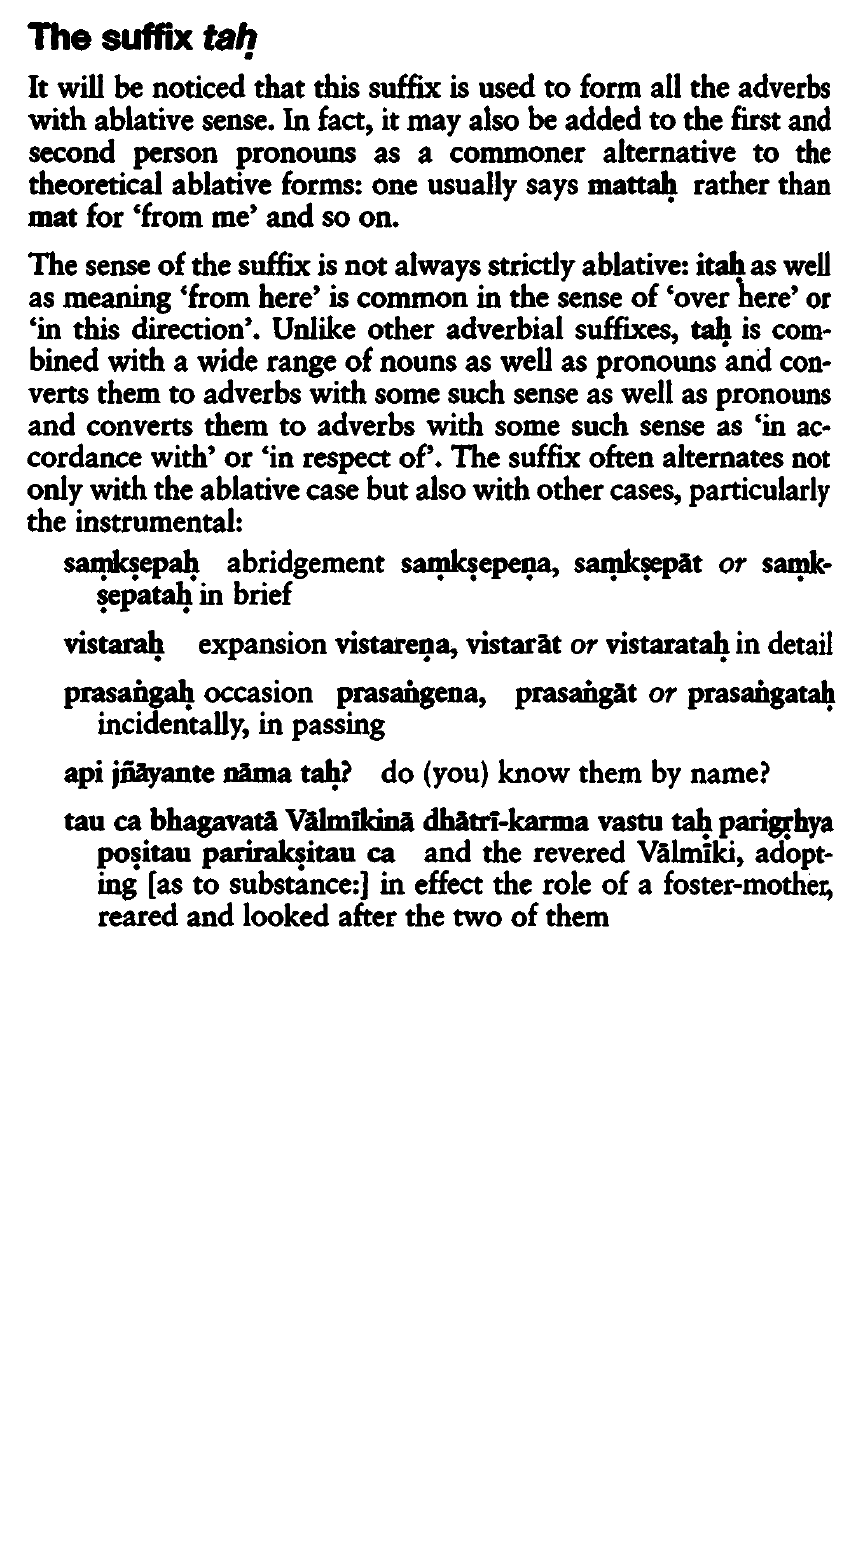 The suffix taḥ
It will be noticed that this suffix is used to form all the adverbs
with ablative sense. In fact, it may also be added to the first and
second person pronouns as a commoner alternative to the
theoretical ablative forms: one usually says mattaḥ rather than
mat for ‘from me’ and so on.
The sense of the suffix is not always strictly ablative: itaḥ as well
as meaning ‘from here’ is common in the sense of ‘over here’ or
‘in this direction’. Unlike other adverbial suffixes, taḥ is com-
bined with a wide range of nouns as well as pronouns and con-
verts them to adverbs with some such sense as well as pronouns
and converts them to adverbs with some such sense as ‘in ac-
cordance with’ or ‘in respect of’. The suffix often alternates not
only with the ablative case but also with other cases, particularly
the instrumental:
saṃkṣepaḥ abridgement saṃkṣepeṇa, saṃkṣepāt or saṃk-
ṣepataḥ in brief
vistaraḥ expansion vistareṇa, vistarāt or vistarataḥ in detail
prasaṅgaḥ occasion prasaṅgena, prasaṅgāt or prasaṅgataḥ
incidentally, in passing
api jñāyante nāma taḥ? do (you) know them by name?
tau ca bhagavatā Vālmīkinā dhātrī-karma vastu taḥ parigṛhya
poṣitau parirakṣitau ca and the revered Vālmīki, adopt-
ing [as to substance:] in effect the role of a foster-mother,
reared and looked after the two of them